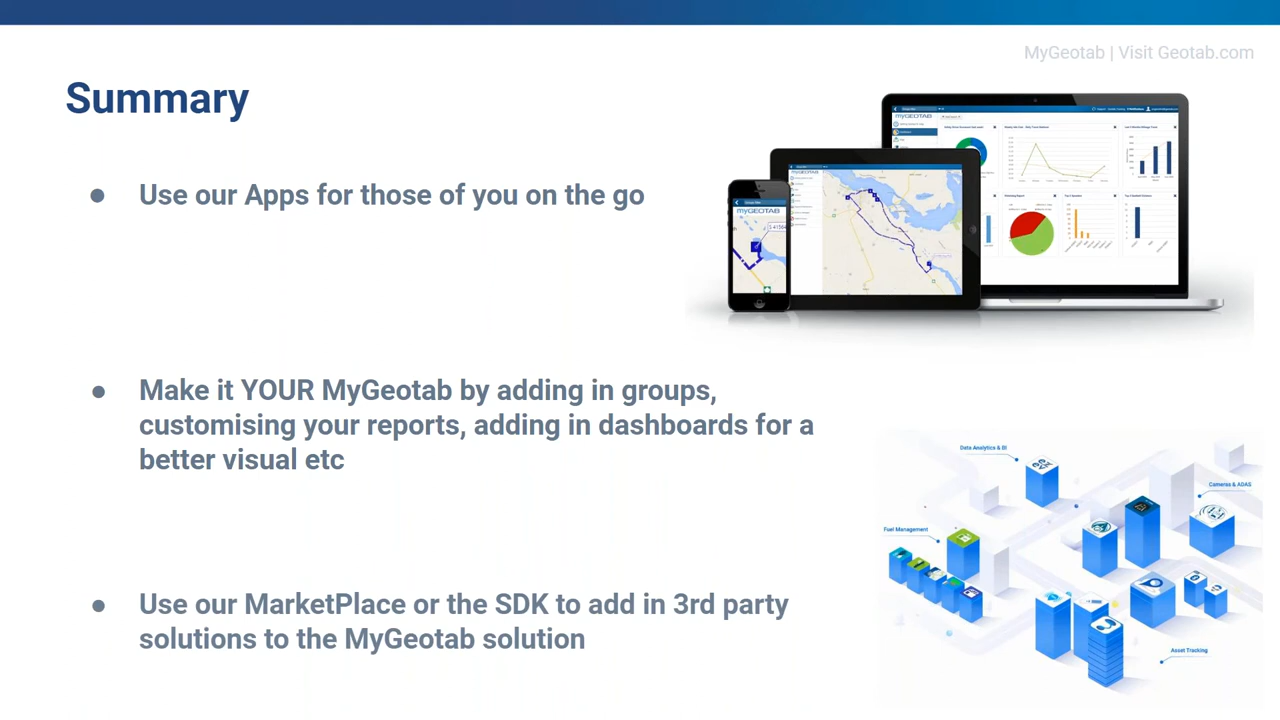 MyGeotab | Visit Geotab.com
Summary
● Use our Apps for those of you on the go
myGEOTAB
myGEOTAB
myGEOTAB
● Make it YOUR MyGeotab by adding in groups,
customising your reports, adding in dashboards for a
better visual etc
Data Analytics & BI
Cameras & ADAS
Fuel Management
● Use our MarketPlace or the SDK to add in 3rd party
solutions to the MyGeotab solution
Asset Tracking